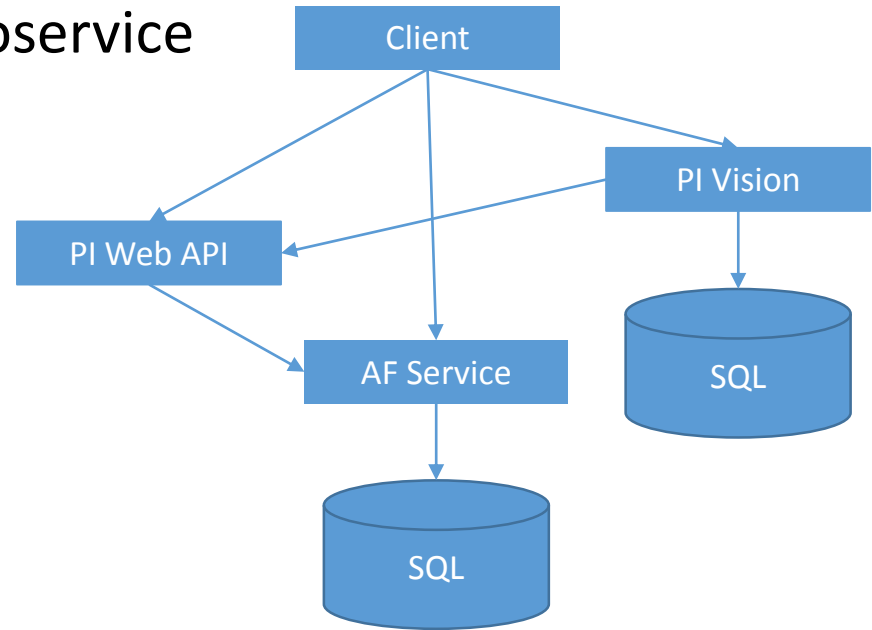 oservice
Client
PI Vision
PI Web API
AF Service
SQL
SQL